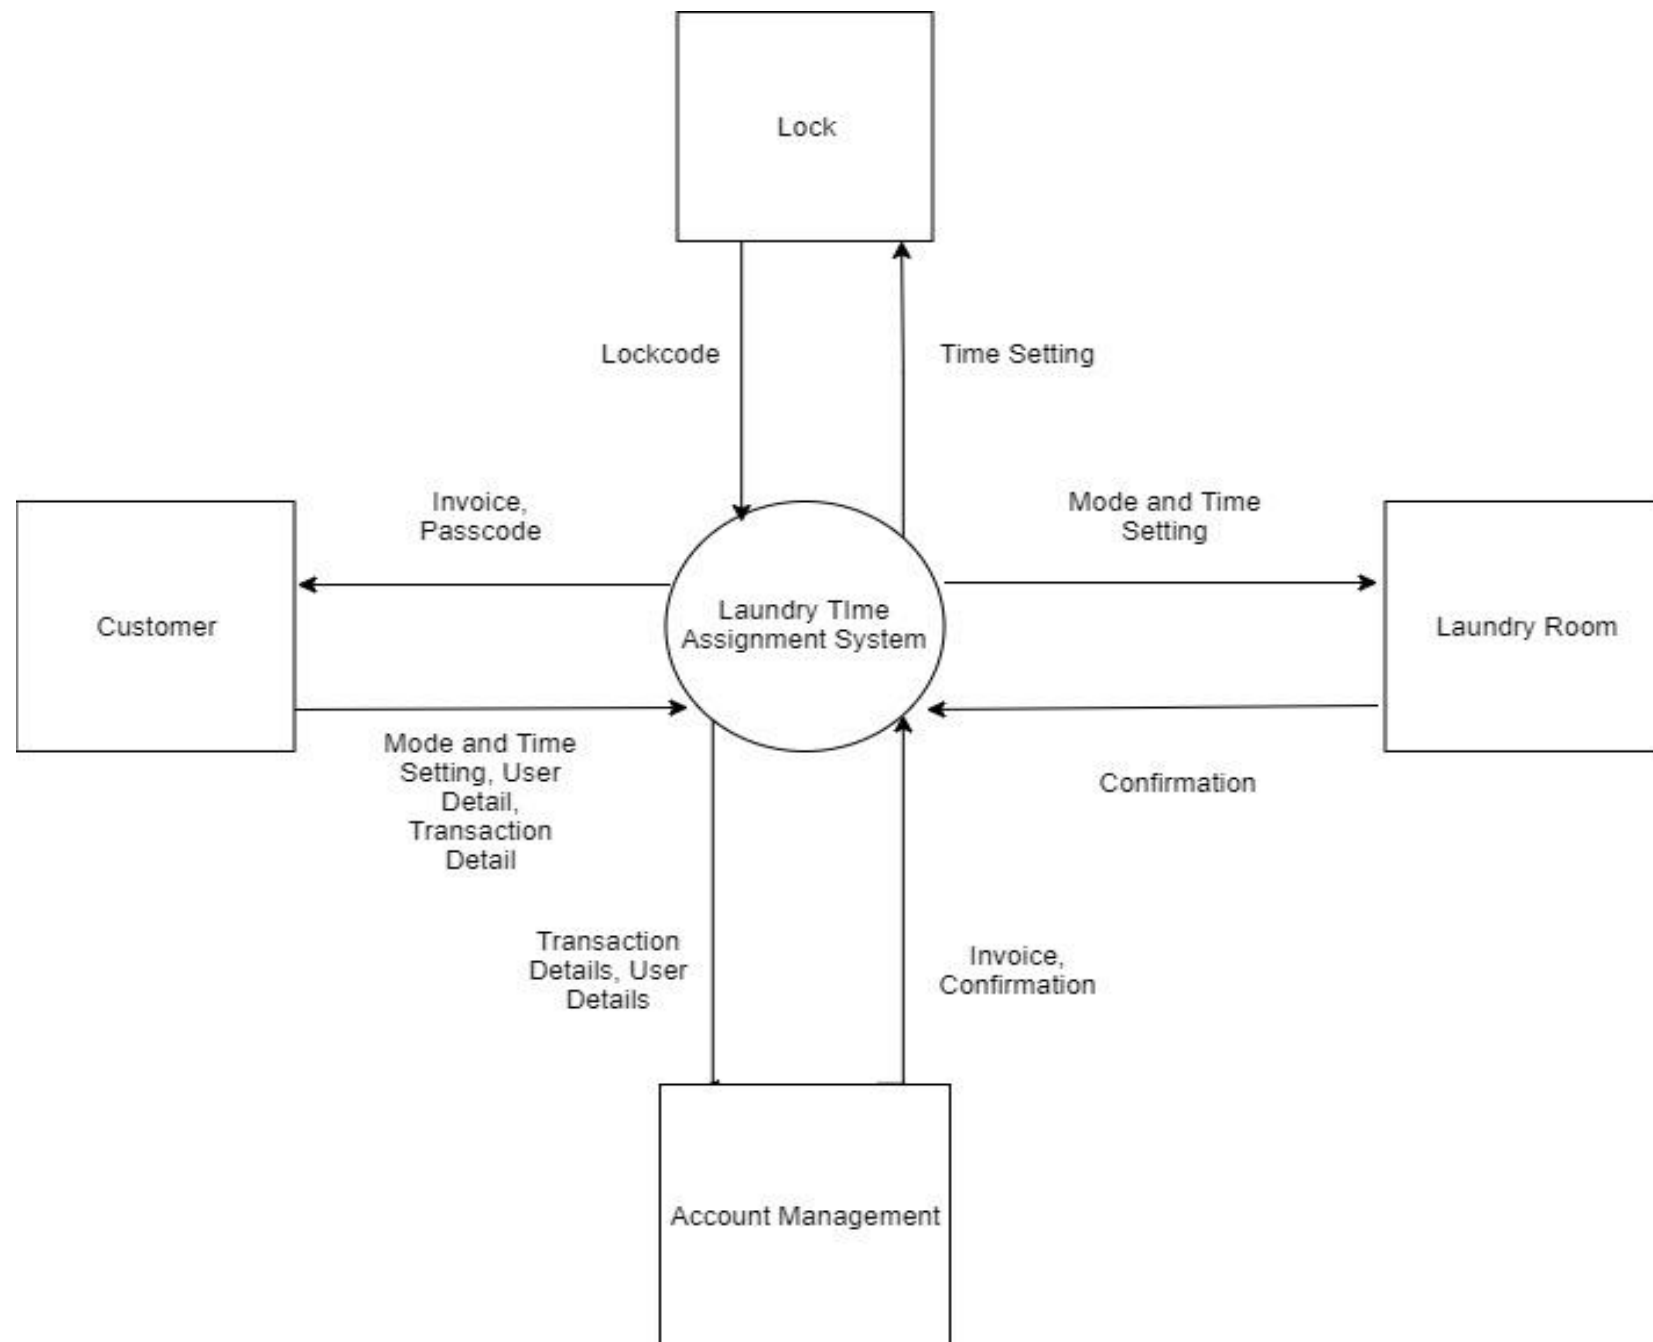 Lock
Lockcode
Time Setting
Invoice,
Passcode
Mode and Time
Setting
Customer
Laundry TIme
Assignment System
Laundry Room
Mode and Time
Setting, User
Detail,
Transaction
Detail
Confirmation
Transaction
Details, User
Details
Invoice,
Confirmation
Account Management